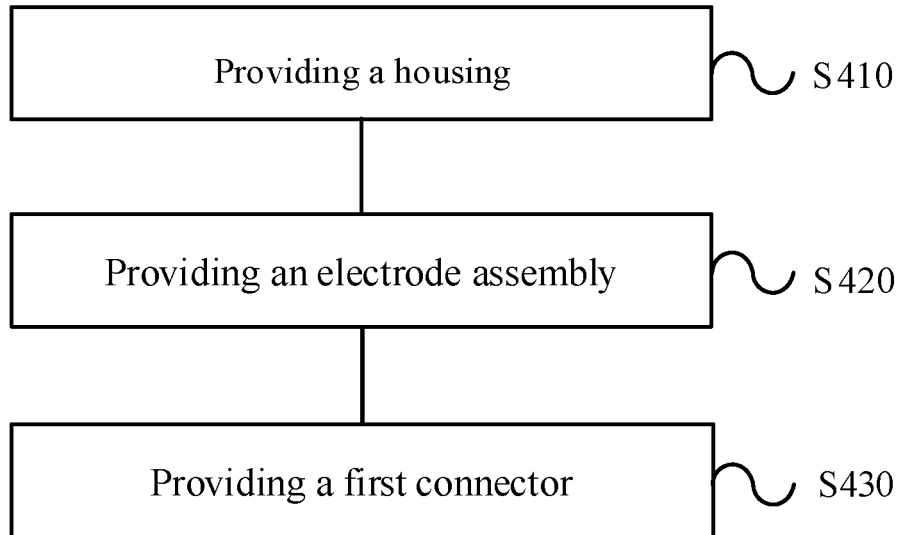 Providing a housing
S410
Providing an electrode assembly
S420
Providing a first connector
S430